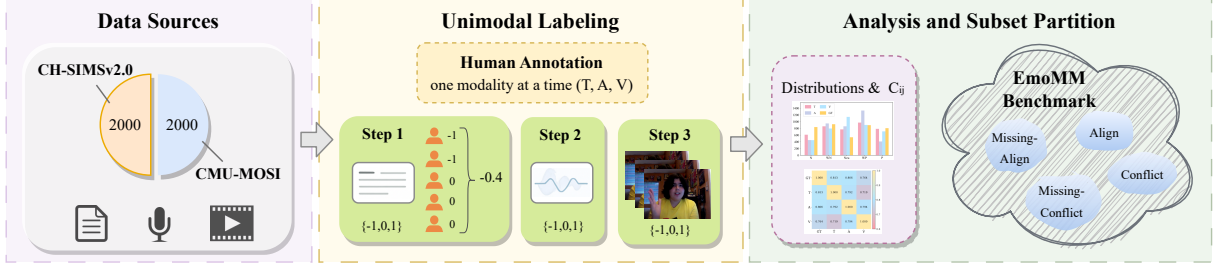 Data Sources
CH-SIMSv2.0
2000
2000
CMU-MOSI
Unimodal Labeling
Human Annotation
one modality at a time (T, A, V)
Step 1
-1
-1
0
0
0
-0.4
{-1,0,1}
Step 2
{-1,0,1}
Step 3
{-1,0,1}
Analysis and Subset Partition
Distributions & Cij
EmoMM
Benchmark
Missing-
Align
Align
Conflict
Missing-
Conflict